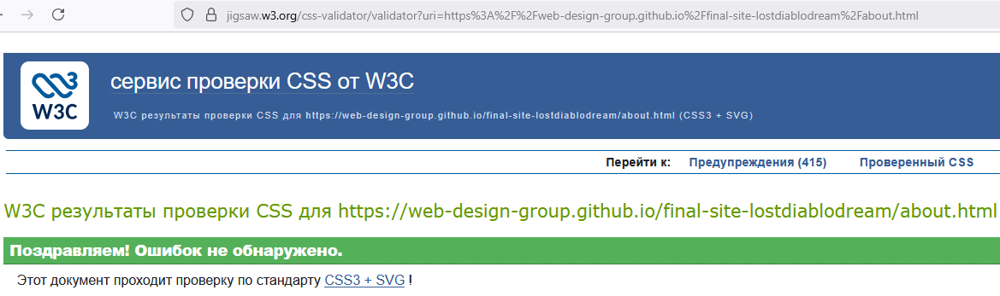 jigsaw.w3.org/css-validator/validator?uri=https%3A%2F%2Fweb-design-group.github.io%2Ffinal-site-lostdiablodream%2Fabout.html
W3C
сервис проверки CSS от W3C
W3C результаты проверки CSS для https://web-design-group.github.io/final-site-lostdiablodream/about.html (CSS3 + SVG)
Перейти к: Предупреждения (415) Проверенный CSS
W3C результаты проверки CSS для https://web-design-group.github.io/final-site-lostdiablodream/about.html
Поздравляем! Ошибок не обнаружено.
Этот документ проходит проверку по стандарту CSS3 + SVG !